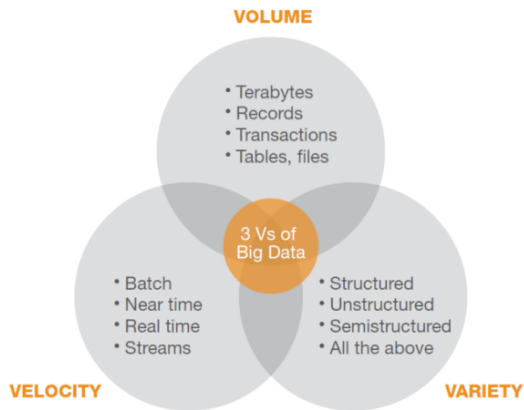 VOLUME
• Terabytes
• Records
• Transactions
• Tables, files
3 Vs of
Big Data
• Batch
• Near time
• Real time
• Streams
• Structured
• Unstructured
• Semistructured
• All the above
VELOCITY
VARIETY